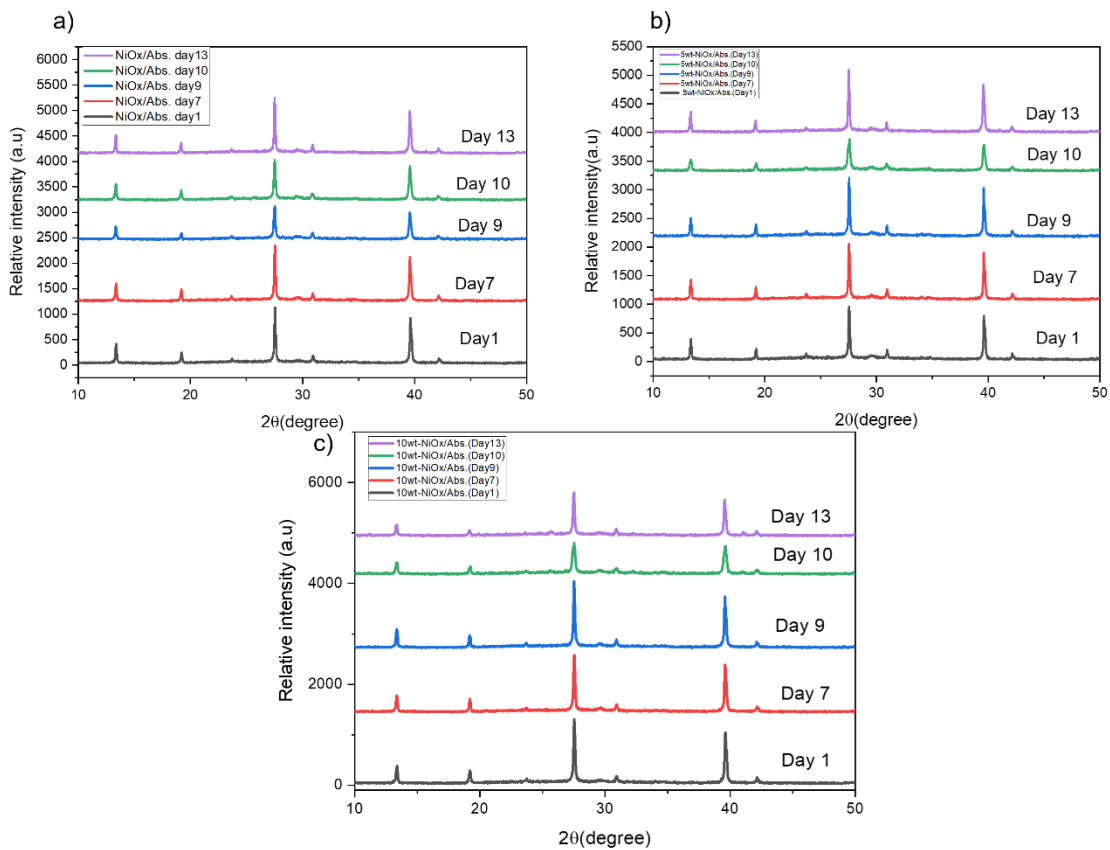 a)
NiOx/Abs. day13
NiOx/Abs. day10
NiOx/Abs. day9
NiOx/Abs. day7
NiOx/Abs. day1
6000
5500
5000
4500
4000
3500
3000
2500
2000
1500
1000
500
0
Relative intensity (a.u)
Day 13
Day 10
Day 9
Day7
Day1
10
20
30
40
50
2θ(degree)
b)
5wt-NiOx/Abs.(Day13)
5wt-NiOx/Abs.(Day10)
5wt-NiOx/Abs.(Day9)
5wt-NiOx/Abs.(Day7)
5wt-NiOx/Abs.(Day1)
5500
5000
4500
4000
3500
3000
2500
2000
1500
1000
500
0
Relative intensity(a.u)
Day 13
Day 10
Day 9
Day 7
Day 1
10
20
30
40
50
2θ(degree)
c)
10wt-NiOx/Abs.(Day13)
10wt-NiOx/Abs.(Day10)
10wt-NiOx/Abs.(Day9)
10wt-NiOx/Abs.(Day7)
10wt-NiOx/Abs.(Day1)
6000
4000
2000
0
Relative intensity (a.u)
Day 13
Day 10
Day 9
Day 7
Day 1
10
20
30
40
50
2θ(degree)